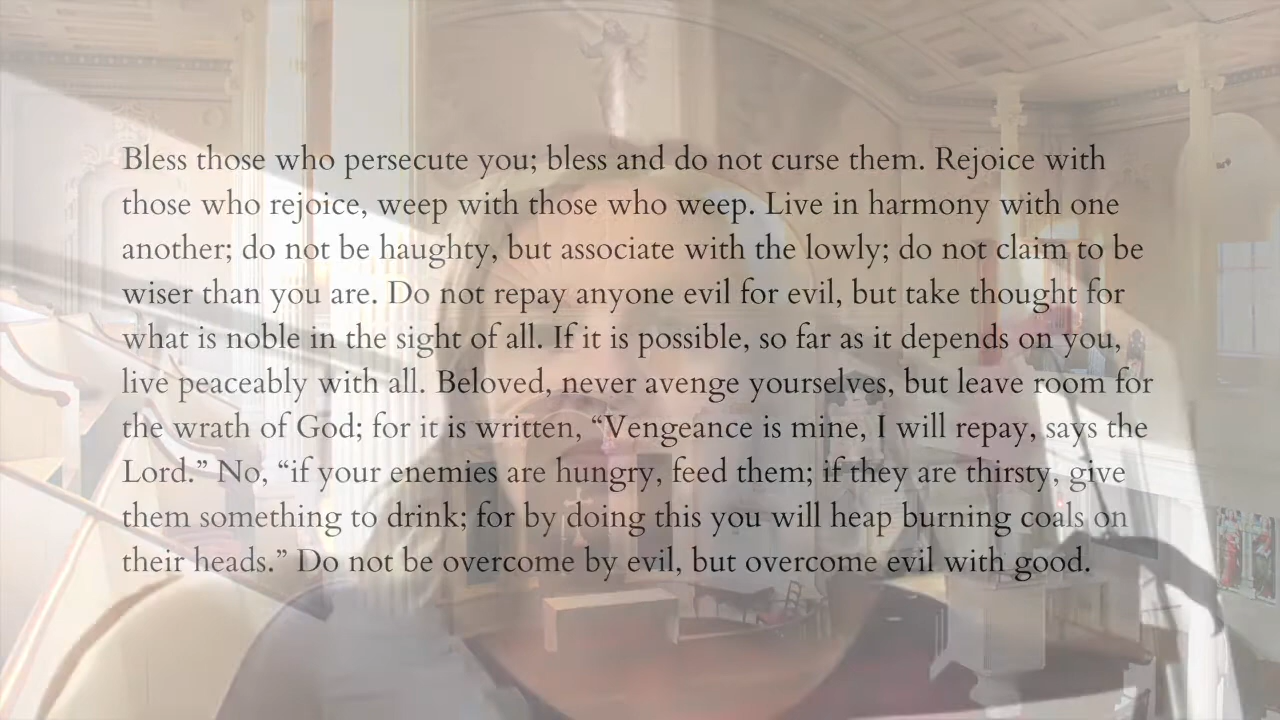 Bless those who persecute you; bless and do not curse them. Rejoice with
those who rejoice, weep with those who weep. Live in harmony with one
another; do not be haughty, but associate with the lowly; do not claim to be
wiser than you are. Do not repay anyone evil for evil, but take thought for
what is noble in the sight of all. If it is possible, so far as it depends on you,
live peaceably with all. Beloved, never avenge yourselves, but leave room for
the wrath of God; for it is written, “Vengeance is mine, I will repay, says the
Lord.” No, “if your enemies are hungry, feed them; if they are thirsty, give
them something to drink; for by doing this you will heap burning coals on
their heads.” Do not be overcome by evil, but overcome evil with good.